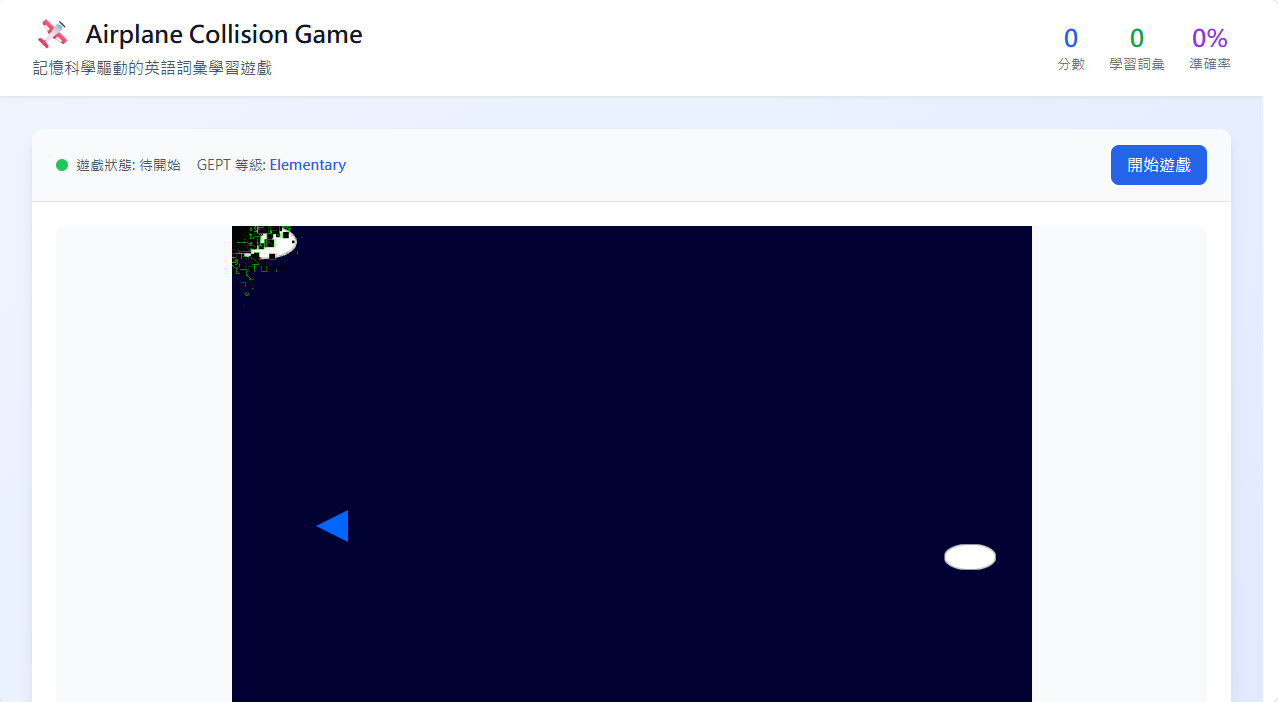 Airplane Collision Game
記憶科學驅動的英語詞彙學習遊戲
0
分數
0
學習詞彙
0%
準確率
遊戲狀態: 待開始 GEPT 等級: Elementary
開始遊戲